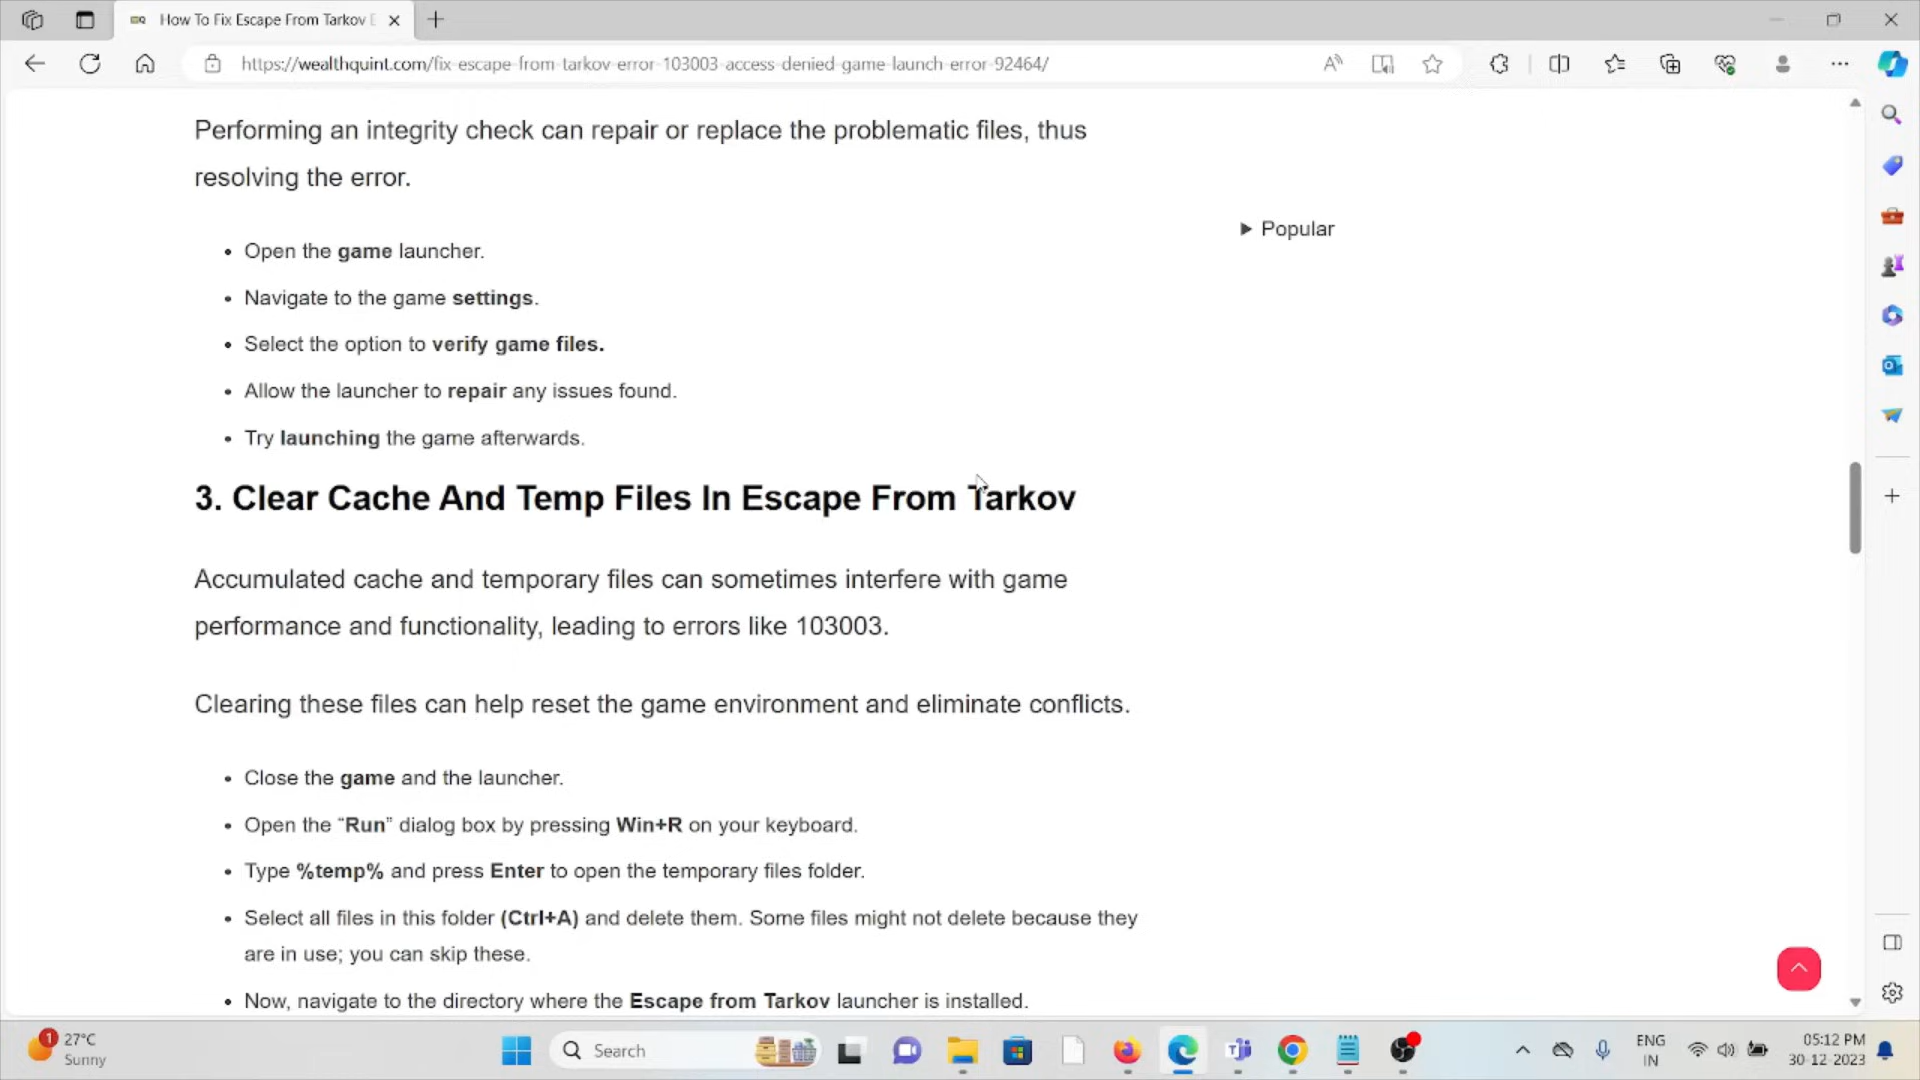 How To Fix Escape From Tarkov E
https://wealthquint.com/fix-escape-from-tarkov-error-103003-access-denied-game-launch-error-92464/
Performing an integrity check can repair or replace the problematic files, thus
resolving the error.
Popular
• Open the game launcher.
• Navigate to the game settings.
• Select the option to verify game files.
• Allow the launcher to repair any issues found.
• Try launching the game afterwards.
3. Clear Cache And Temp Files In Escape From Tarkov
Accumulated cache and temporary files can sometimes interfere with game
performance and functionality, leading to errors like 103003.
Clearing these files can help reset the game environment and eliminate conflicts.
• Close the game and the launcher.
• Open the “Run” dialog box by pressing Win+R on your keyboard.
• Type %temp% and press Enter to open the temporary files folder.
• Select all files in this folder (Ctrl+A) and delete them. Some files might not delete because they
are in use; you can skip these.
• Now, navigate to the directory where the Escape from Tarkov launcher is installed.
1
27°C
Sunny
Search
ENG
IN
05:12 PM
30-12-2023